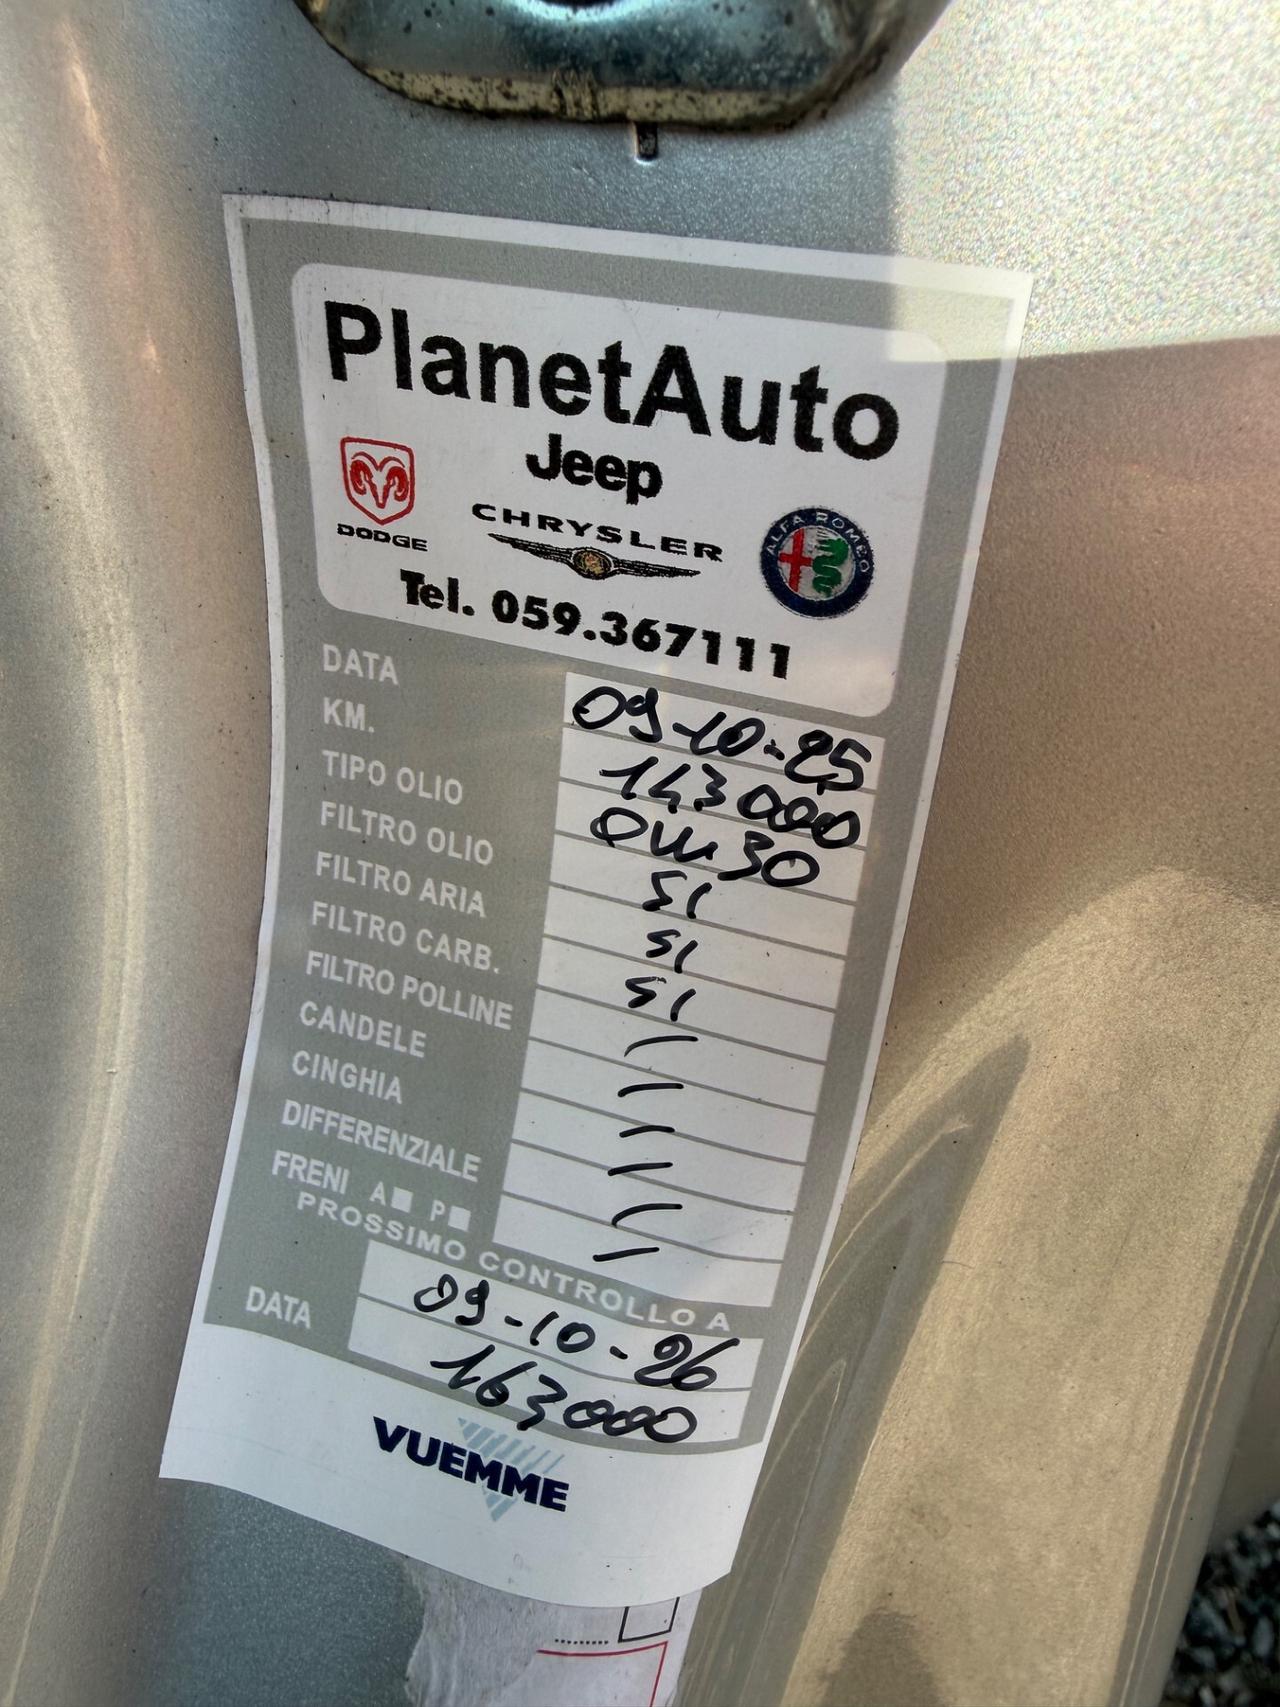 PlanetAuto
Jeep
DODGE
CHRYSLER
ALFA ROMEO
Tel. 059.367111
DATA 09-10-25
KM. 143000
TIPO OLIO 0W30
FILTRO OLIO SI
FILTRO ARIA SI
FILTRO CARB. SI
FILTRO POLLINE /
CANDELE /
CINGHIA /
DIFFERENZIALE /
FRENI A P /
PROSSIMO CONTROLLO A
DATA 09-10-26
163000
VUEMME